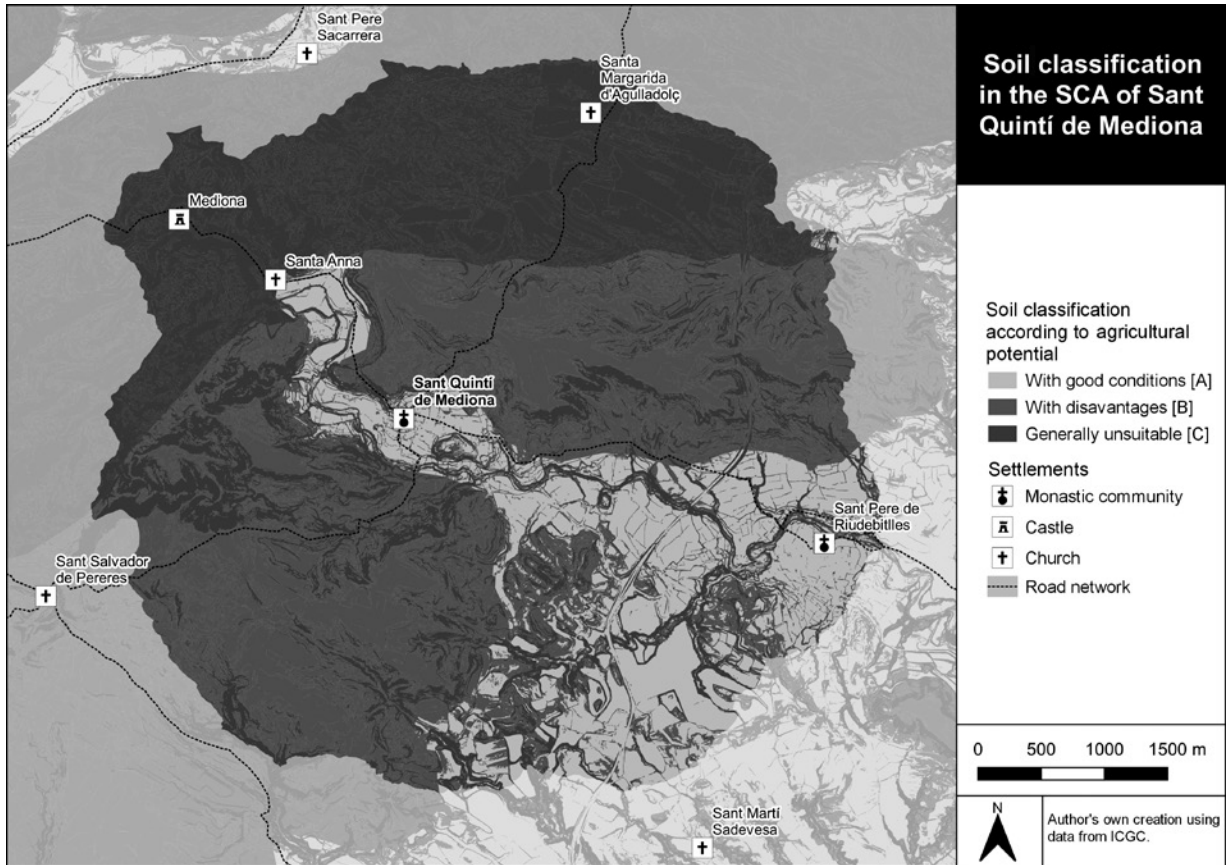 Sant Pere
Sacarrera
Santa
Margarida
d'Agulladolç
Mediona
Santa Anna
Sant Quintí
de Mediona
Sant Pere de
Riudebitlles
Sant Salvador
de Pereres
Sant Martí
Sadevesa
Soil classification
in the SCA of Sant
Quintí de Mediona
Soil classification
according to agricultural
potential
With good conditions [A]
With disavantages [B]
Generally unsuitable [C]
Settlements
Monastic community
Castle
Church
Road network
0 500 1000 1500 m
N
Author's own creation using
data from ICGC.